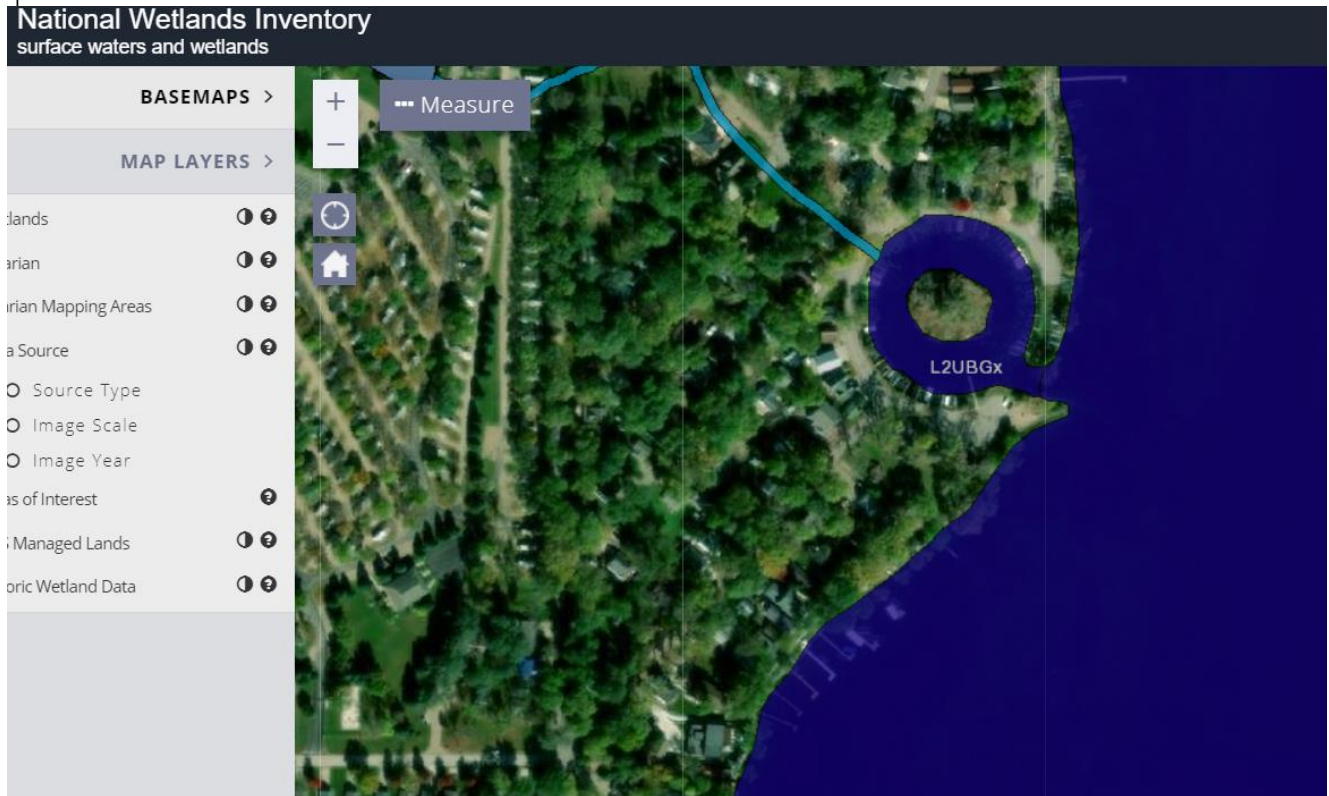 National Wetlands Inventory
surface waters and wetlands
BASEMAPS >
+
Measure
−
MAP LAYERS >
tlands
arian
arian Mapping Areas
a Source
Source Type
Image Scale
Image Year
as of Interest
S Managed Lands
oric Wetland Data
L2UBGx